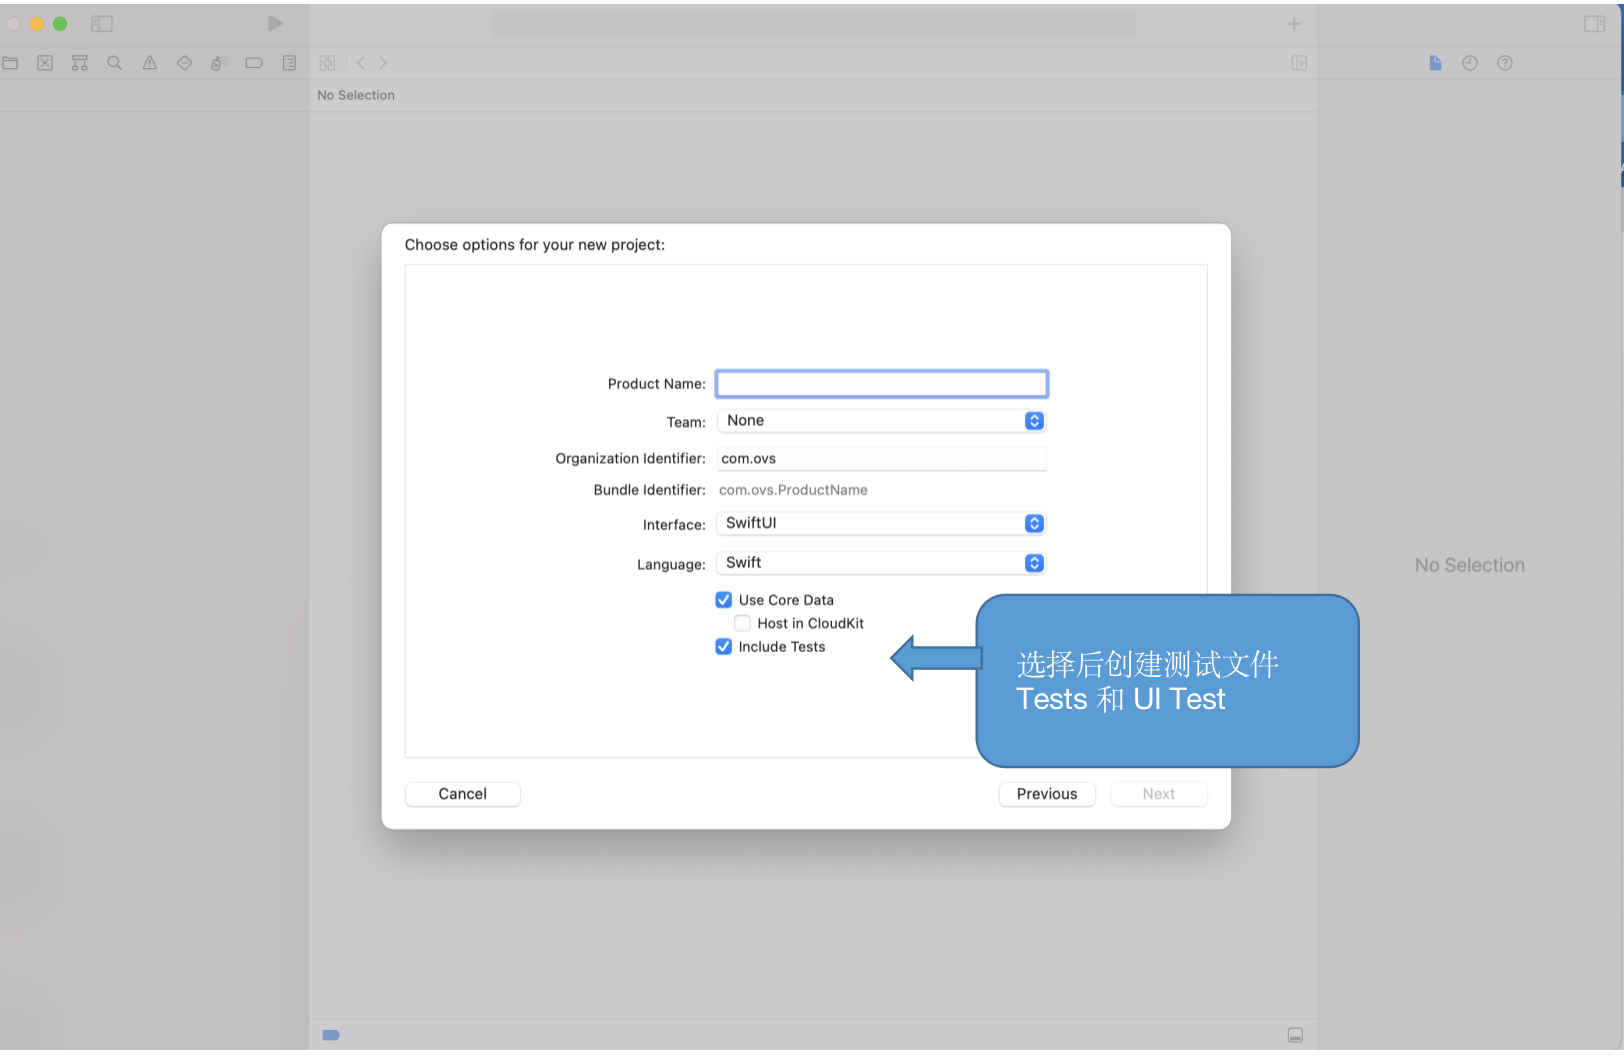 No Selection
Choose options for your new project:
Product Name:
Team: None
Organization Identifier: com.ovs
Bundle Identifier: com.ovs.ProductName
Interface: SwiftUI
Language: Swift
Use Core Data
Host in CloudKit
Include Tests
No Selection
选择后创建测试文件
Tests 和 UI Test
Cancel
Previous
Next